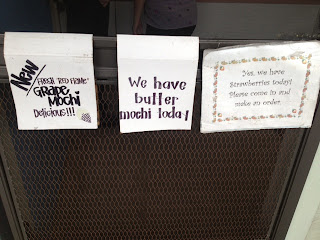 New
Fresh "Red Flame"
Grape
Mochi
Delicious!!!
We have
butter
mochi today
Yes, we have
Strawberries today!
Please come in and
make an order.